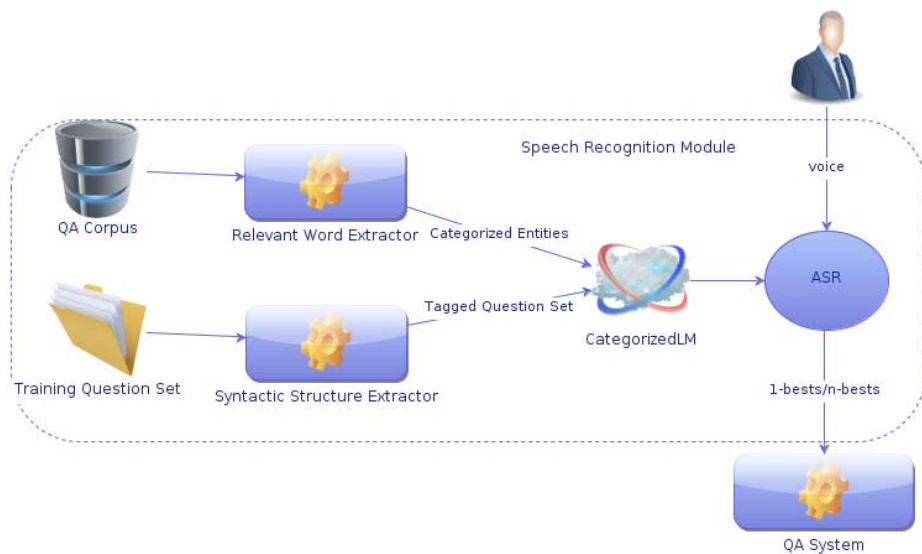 Speech Recognition Module
voice
QA Corpus
Relevant Word Extractor
Categorized Entities
ASR
Tagged Question Set
CategorizedLM
Training Question Set
Syntactic Structure Extractor
1-bests/n-bests
QA System